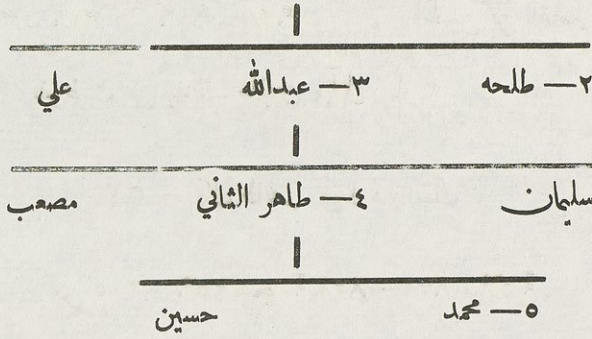 ٢— طلحه ٣— عبدالله علي
سليمان ٤— طاهر الثاني مصعب
٥— محمد حسين